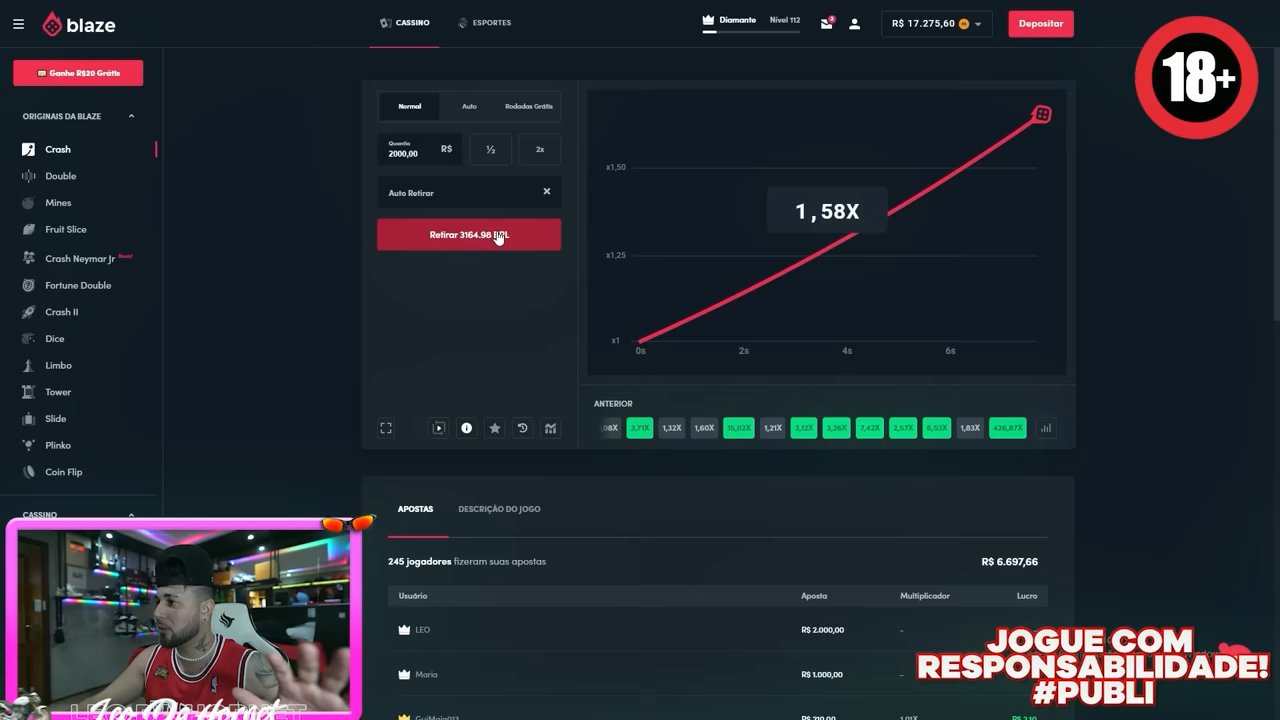 blaze
CASSINO
ESPORTES
Diamante Nível 112
R$ 17.275,60
Depositar
18+
Ganhe R$20 Grátis
ORIGINAIS DA BLAZE
Crash
Double
Mines
Fruit Slice
Crash Neymar Jr Novo!
Fortune Double
Crash II
Dice
Limbo
Tower
Slide
Plinko
Coin Flip
CASSINO
Normal Auto Rodadas Grátis
Quantia
2000,00 R$ ½ 2x
Auto Retirar
Retirar 3164.98
1,58X
x1,50
x1,25
x1
0s 2s 4s 6s
ANTERIOR
3,71X 1,32X 1,60X 15,02X 1,21X 3,12X 3,26X 7,42X 2,57X 6,53X 1,83X 426,87X
APOSTAS DESCRIÇÃO DO JOGO
245 jogadores fizeram suas apostas R$ 6.697,66
Usuário Aposta Multiplicador Lucro
LEO R$ 2.000,00 -
Maria R$ 1.000,00 -
JOGUE COM
RESPONSABILIDADE!
#PUBLI
Leo Da Hornet